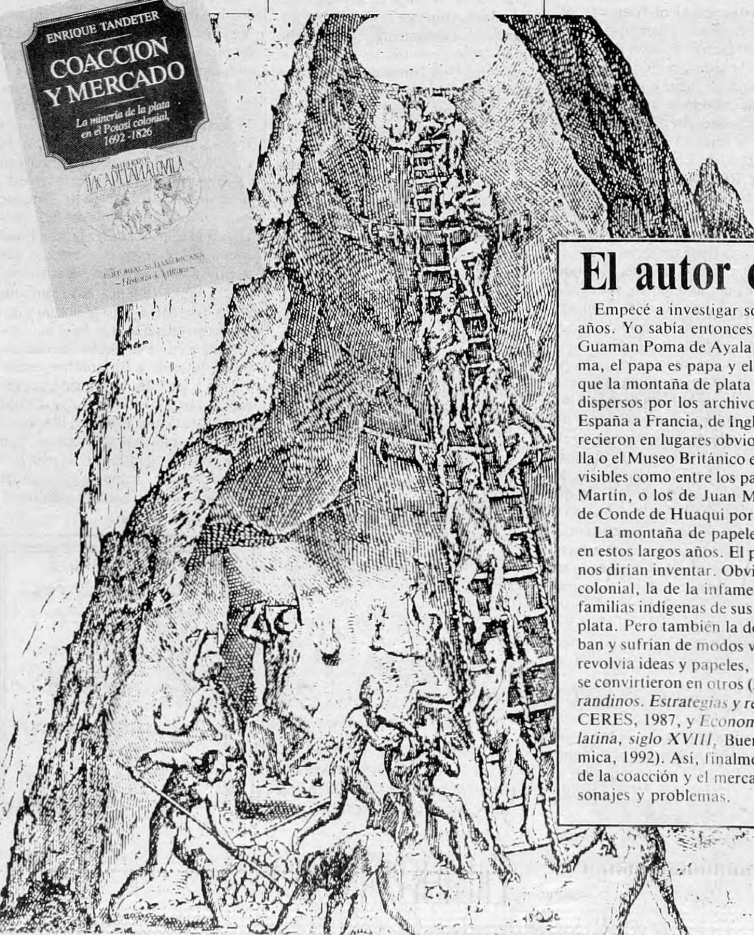 ENRIQUE TANDETER
COACCION
Y MERCADO
La minería de la plata
en el Potosí colonial,
1692-1826
El autor
Empecé a investigar
años. Yo sabía entonces
Guaman Poma de Ayala
ma, el papa es papa y el
que la montaña de plata
dispersos por los archivo
España a Francia, de Ingl
recieron en lugares obvio
lla o el Museo Británico e
visibles como entre los pa
Martín, o los de Juan M
de Conde de Huaqui por
La montaña de papele
en estos largos años. El p
nos dirían inventar. Obvi
colonial, la de la infame
familias indígenas de sus
plata. Pero también la de
ban y sufrían de modos v
revolvía ideas y papeles,
se convirtieron en otros (
randinos. Estrategias y re
CERES, 1987, y Econom
latina, siglo XVIII, Buen
mica, 1992). Así, finalme
de la coacción y el merca
sonajes y problemas.